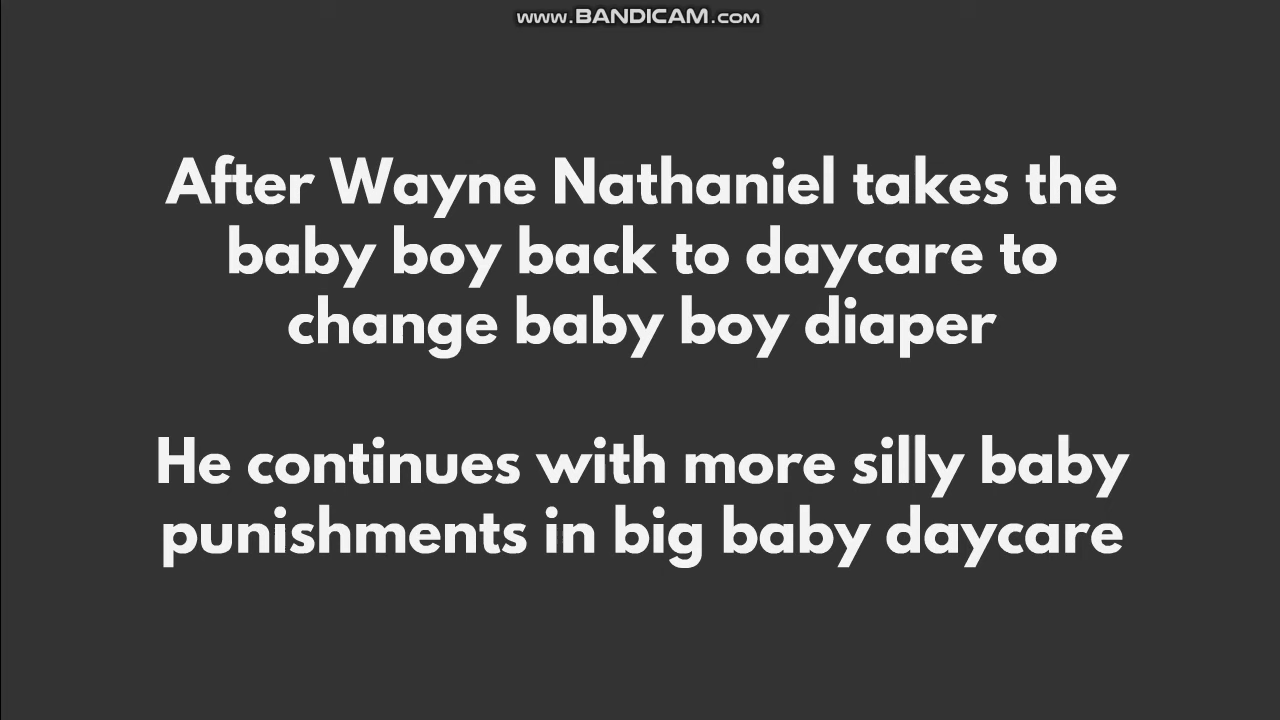 www.BANDICAM.com
After Wayne Nathaniel takes the
baby boy back to daycare to
change baby boy diaper
He continues with more silly baby
punishments in big baby daycare